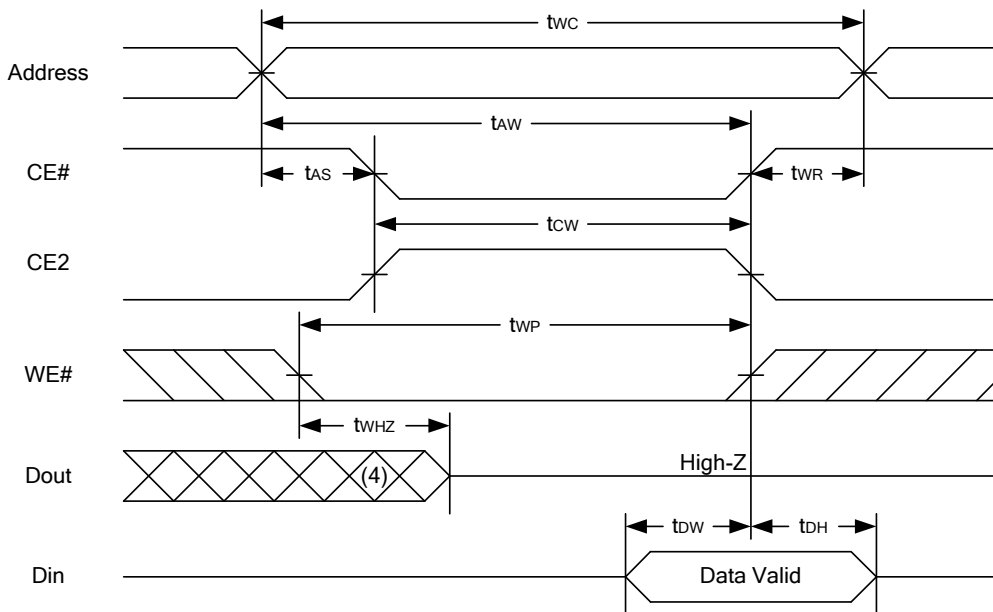 tWC
Address
tAW
CE#
tAS
tWR
tCW
CE2
tWP
WE#
tWHZ
Dout
(4)
High-Z
tDW
tDH
Din
Data Valid